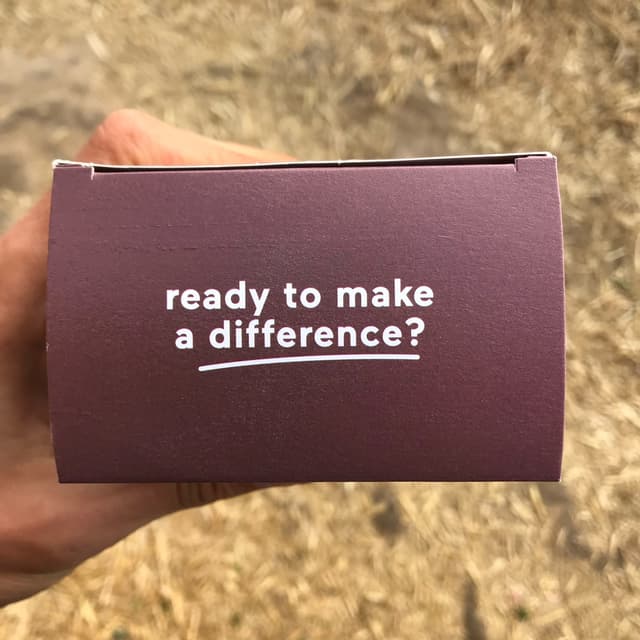 ready to make
a difference?